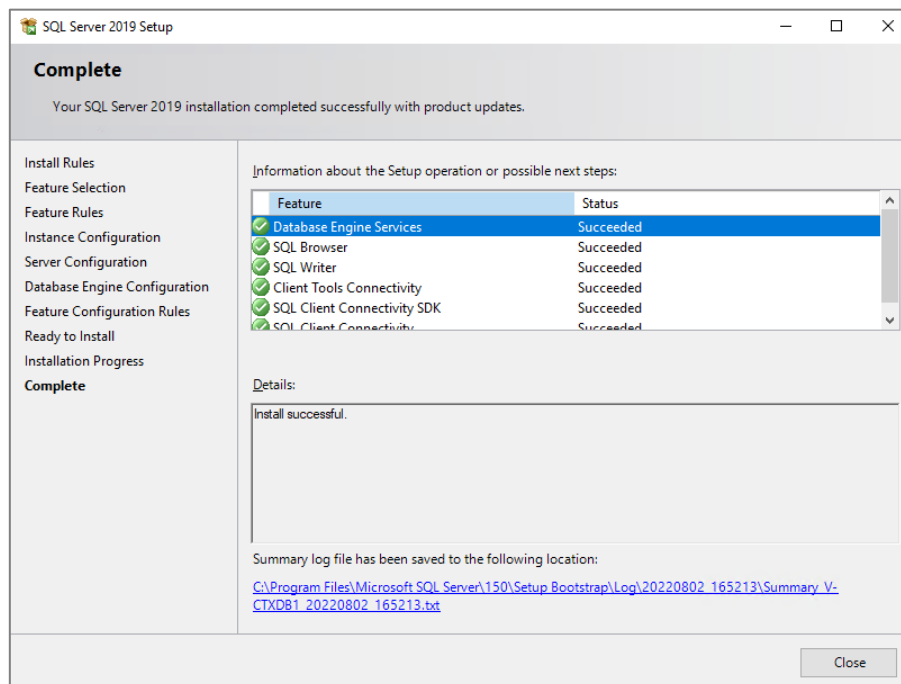 SQL Server 2019 Setup
Complete
Your SQL Server 2019 installation completed successfully with product updates.
Install Rules
Feature Selection
Feature Rules
Instance Configuration
Server Configuration
Database Engine Configuration
Feature Configuration Rules
Ready to Install
Installation Progress
Complete
Information about the Setup operation or possible next steps:
Feature Status
Database Engine Services Succeeded
SQL Browser Succeeded
SQL Writer Succeeded
Client Tools Connectivity Succeeded
SQL Client Connectivity SDK Succeeded
SQL Client Connectivity Succeeded
Details:
Install successful.
Summary log file has been saved to the following location:
C:\Program Files\Microsoft SQL Server\150\Setup Bootstrap\Log\20220802_165213\Summary_V-
CTXDB1_20220802_165213.txt
Close